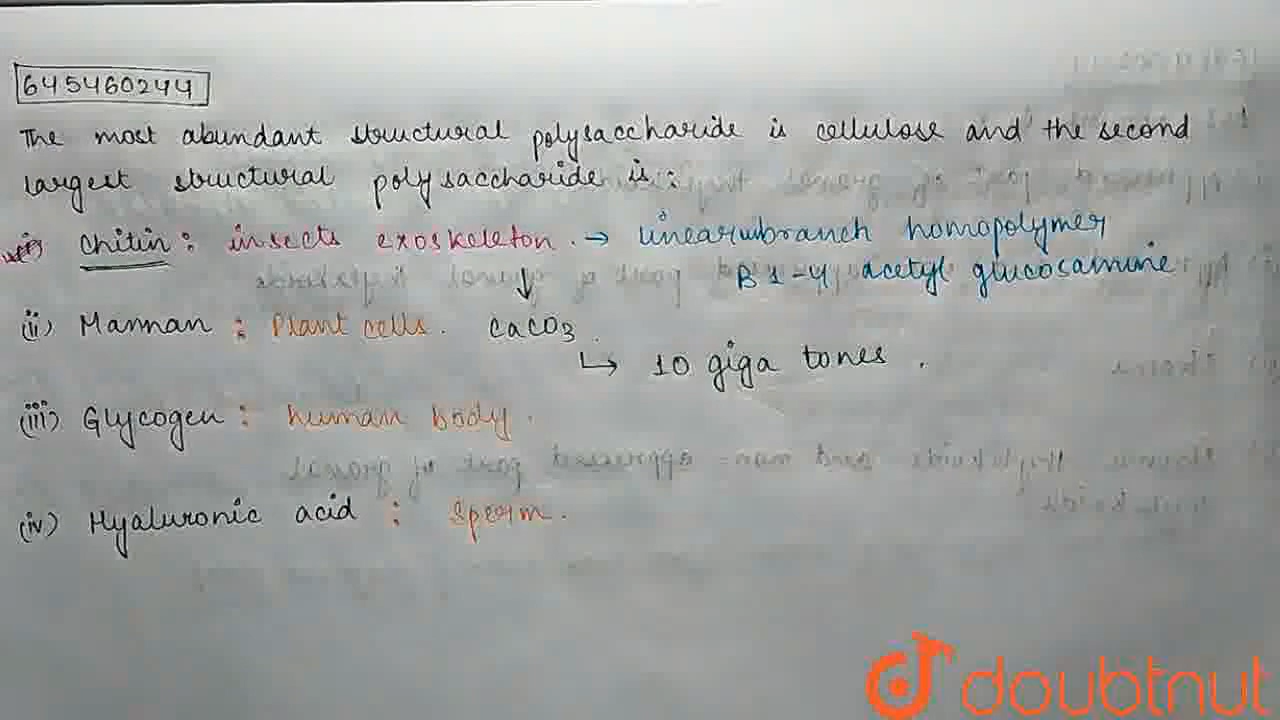 645460244
The most abundant structural polysaccharide is cellulose and the second
largest structural polysaccharide is :
i) Chitin : insects exoskeleton. → linear unbranch homopolymer
B 1-4 acetyl glucosamine
(ii) Mannan : Plant cells. CaCO3.
↳ 10 giga tones .
(iii) Glycogen : human body.
(iv) Hyaluronic acid : Sperm.
doubtnut